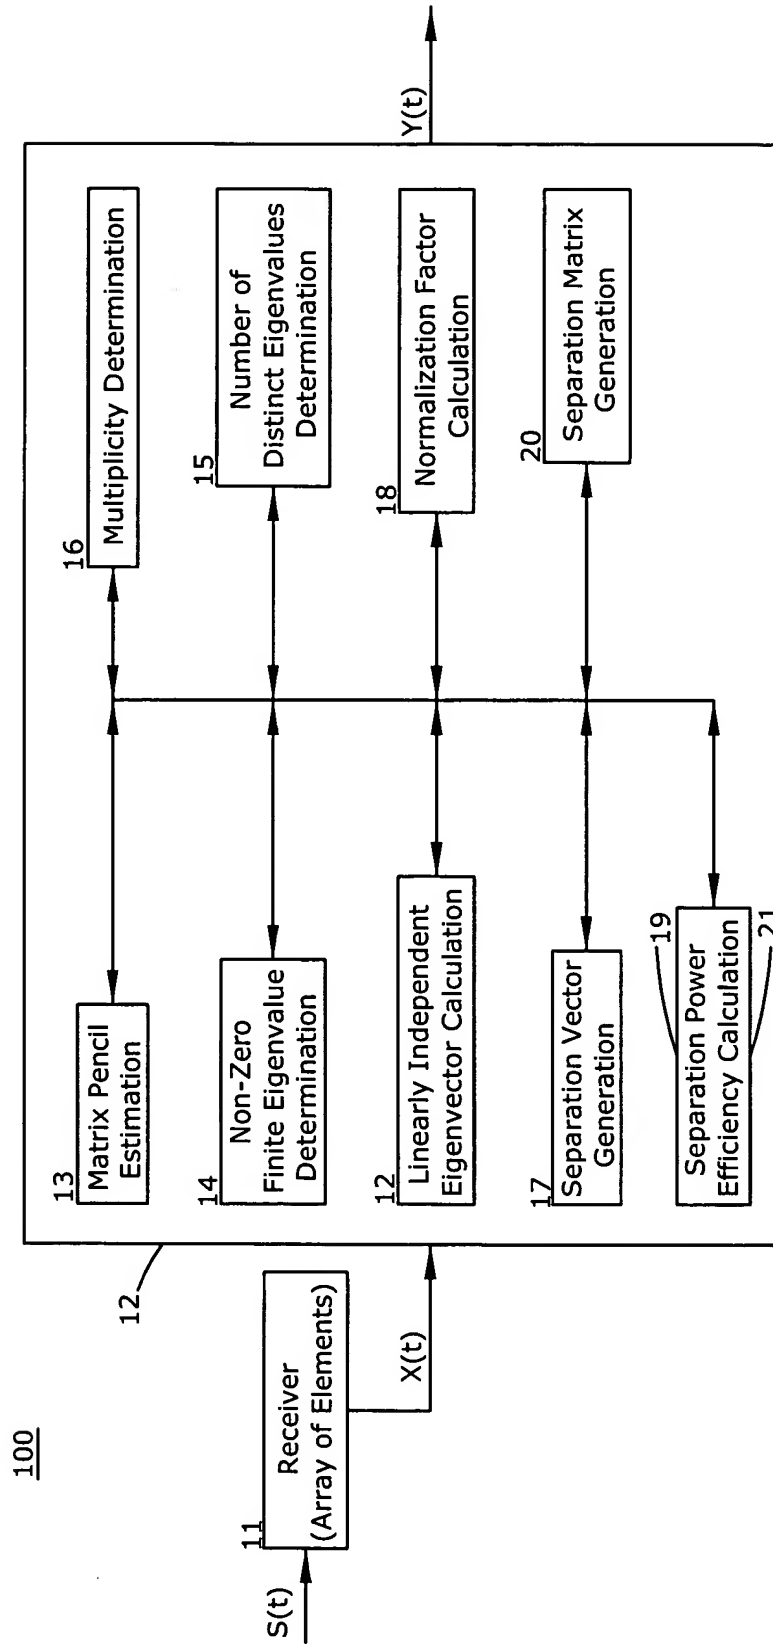 100
S(t)
11
Receiver
(Array of Elements)
X(t)
12
13
Matrix Pencil
Estimation
14
Non-Zero
Finite Eigenvalue
Determination
12
Linearly Independent
Eigenvector Calculation
17
Separation Vector
Generation
19
Separation Power
Efficiency Calculation
21
16
Multiplicity Determination
15
Number of
Distinct Eigenvalues
Determination
18
Normalization Factor
Calculation
20
Separation Matrix
Generation
Y(t)